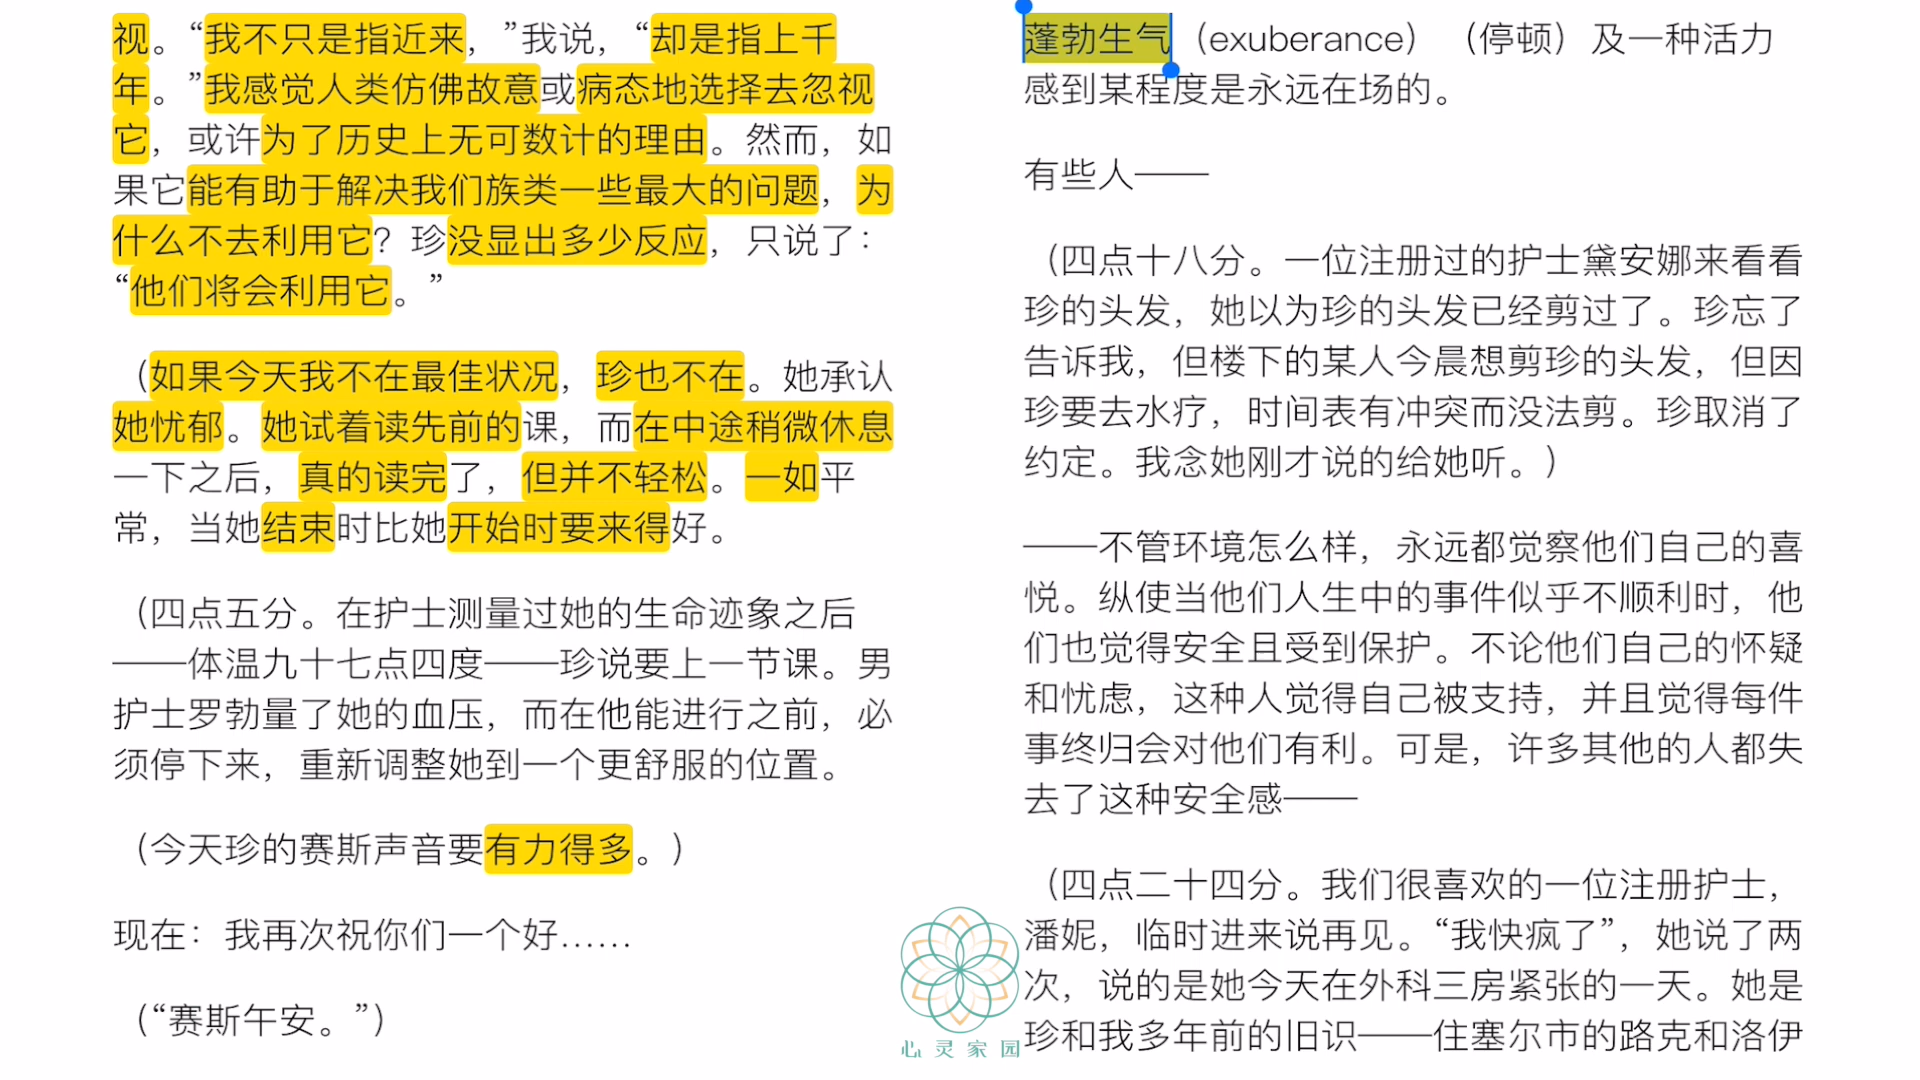 视。“我不只是指近来，”我说，“却是指上千
年。”我感觉人类仿佛故意或病态地选择去忽视
它，或许为了历史上无可数计的理由。然而，如
果它能有助于解决我们族类一些最大的问题，为
什么不去利用它？珍没显出多少反应，只说了：
“他们将会利用它。”
（如果今天我不在最佳状况，珍也不在。她承认
她忧郁。她试着读先前的课，而在中途稍微休息
一下之后，真的读完了，但并不轻松。一如平
常，当她结束时比她开始时要来得好。
（四点五分。在护士测量过她的生命迹象之后
——体温九十七点四度——珍说要上一节课。男
护士罗勃量了她的血压，而在他能进行之前，必
须停下来，重新调整她到一个更舒服的位置。
（今天珍的赛斯声音要有力得多。）
现在：我再次祝你们一个好……
（“赛斯午安。”）
蓬勃生气（exuberance）（停顿）及一种活力
感到某程度是永远在场的。
有些人——
（四点十八分。一位注册过的护士黛安娜来看看
珍的头发，她以为珍的头发已经剪过了。珍忘了
告诉我，但楼下的某人今晨想剪珍的头发，但因
珍要去水疗，时间表有冲突而没法剪。珍取消了
约定。我念她刚才说的给她听。）
——不管环境怎么样，永远都觉察他们自己的喜
悦。纵使当他们人生中的事件似乎不顺利时，他
们也觉得安全且受到保护。不论他们自己的怀疑
和忧虑，这种人觉得自己被支持，并且觉得每件
事终归会对他们有利。可是，许多其他的人都失
去了这种安全感——
（四点二十四分。我们很喜欢的一位注册护士，
潘妮，临时进来说再见。“我快疯了”，她说了两
次，说的是她今天在外科三房紧张的一天。她是
珍和我多年前的旧识——住塞尔市的路克和洛伊
心灵家园